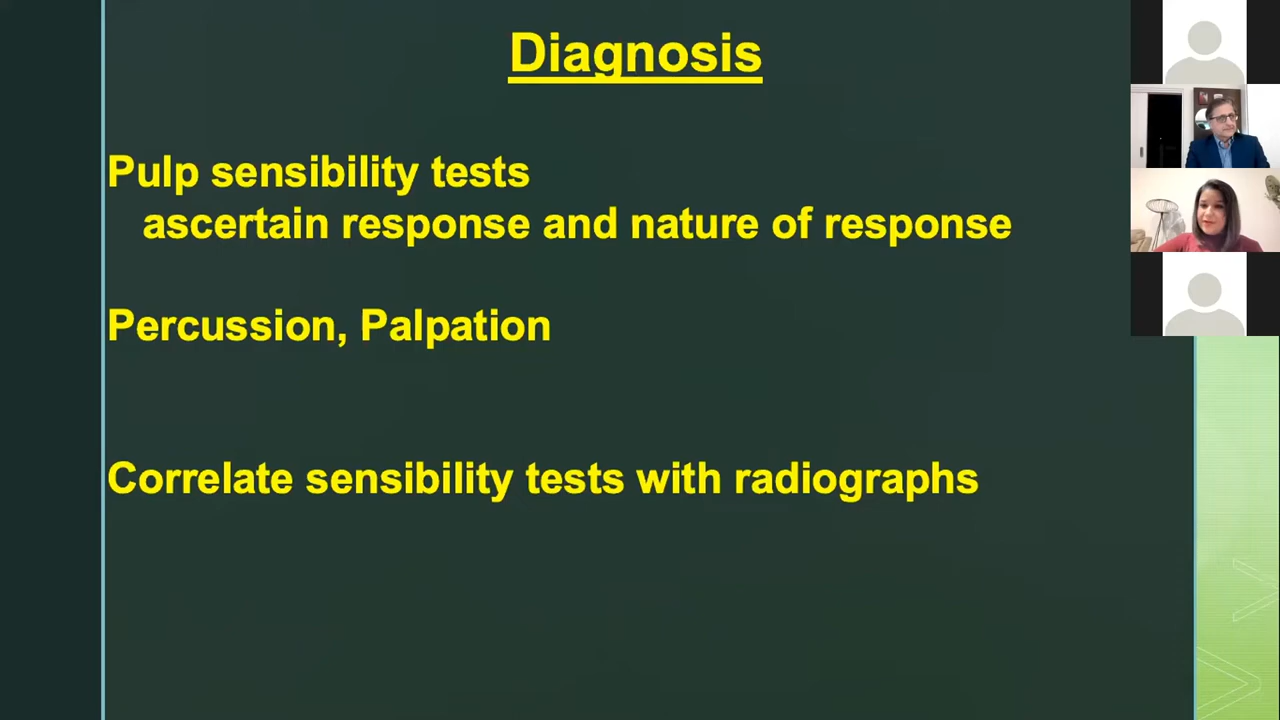 Diagnosis
Pulp sensibility tests
ascertain response and nature of response
Percussion, Palpation
Correlate sensibility tests with radiographs